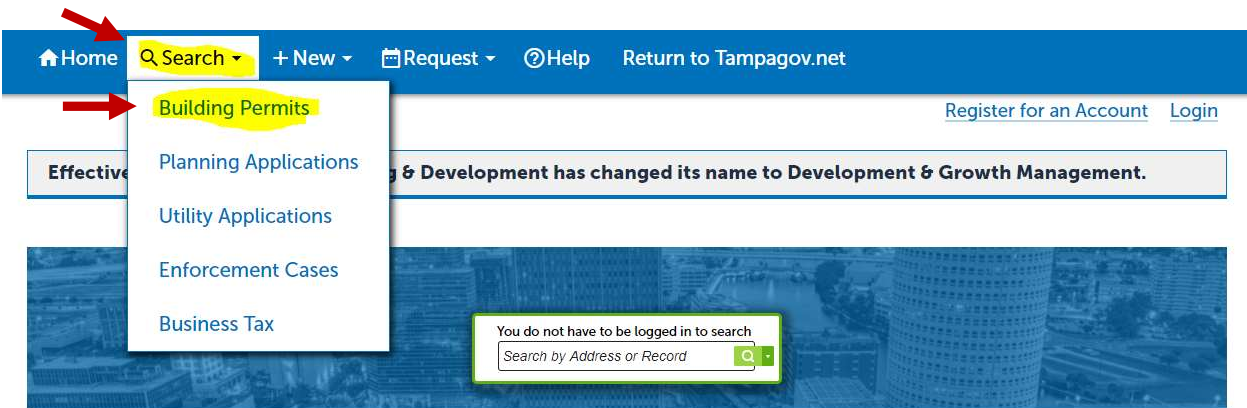 Home Search + New Request Help Return to Tampagov.net
Building Permits
Register for an Account Login
Planning Applications
Effective & Development has changed its name to Development & Growth Management.
Utility Applications
Enforcement Cases
Business Tax
You do not have to be logged in to search
Search by Address or Record